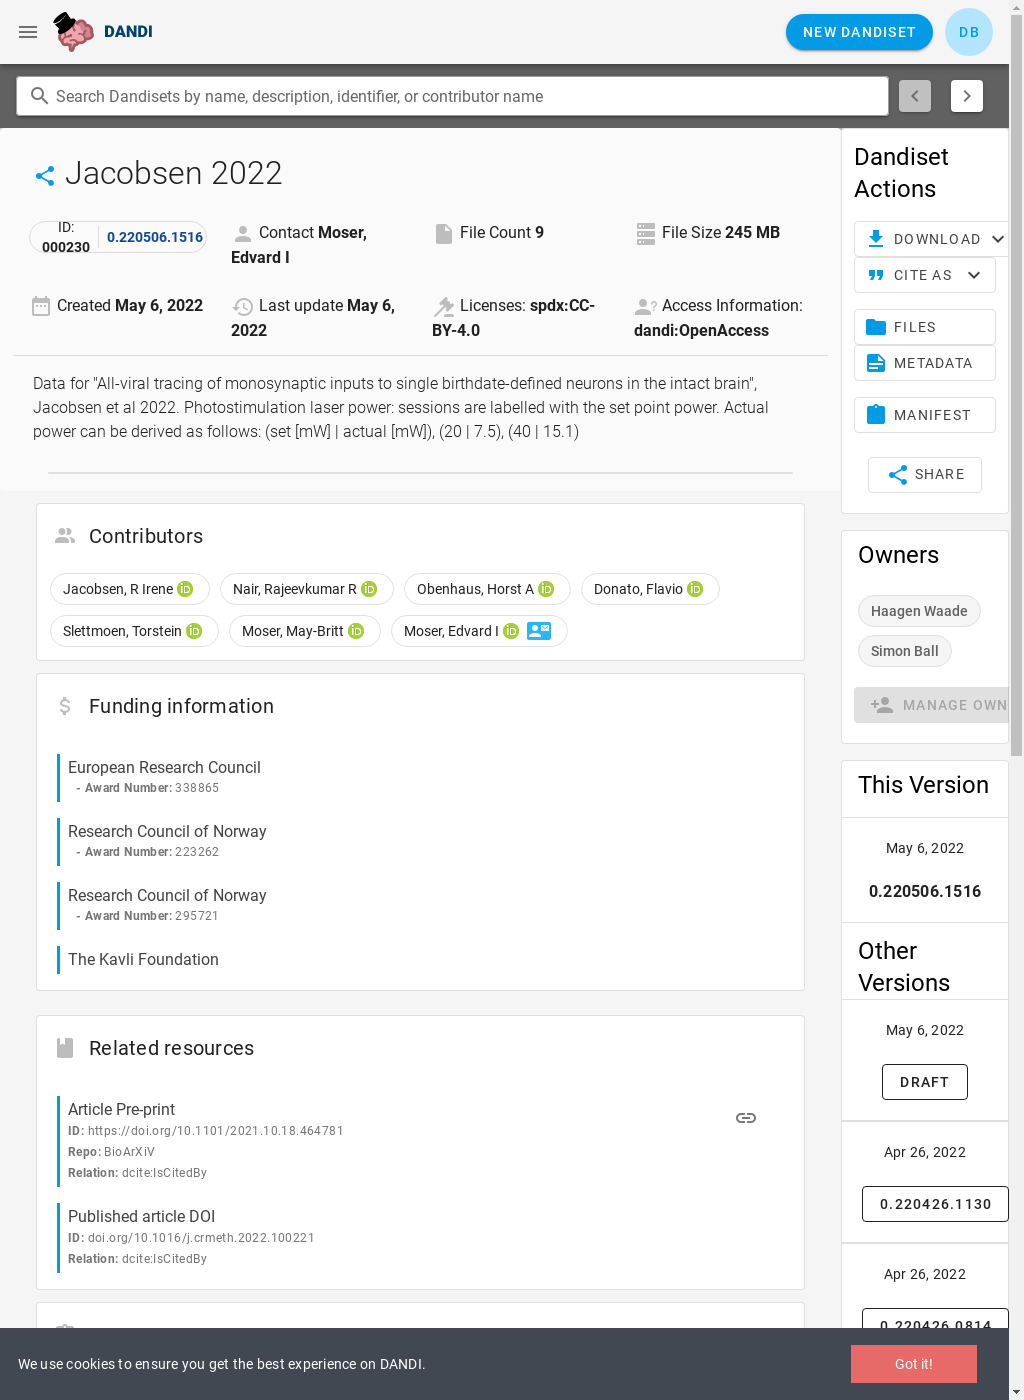 DANDI
NEW DANDISET
DB
Search Dandisets by name, description, identifier, or contributor name
Jacobsen 2022
ID:
000230
0.220506.1516
Contact Moser,
Edvard I
File Count 9
File Size 245 MB
Created May 6, 2022
Last update May 6,
2022
Licenses: spdx:CC-
BY-4.0
Access Information:
dandi:OpenAccess
Data for "All-viral tracing of monosynaptic inputs to single birthdate-defined neurons in the intact brain",
Jacobsen et al 2022. Photostimulation laser power: sessions are labelled with the set point power. Actual
power can be derived as follows: (set [mW] | actual [mW]), (20 | 7.5), (40 | 15.1)
Contributors
Jacobsen, R Irene
Nair, Rajeevkumar R
Obenhaus, Horst A
Donato, Flavio
Slettmoen, Torstein
Moser, May-Britt
Moser, Edvard I
Funding information
European Research Council
- Award Number: 338865
Research Council of Norway
- Award Number: 223262
Research Council of Norway
- Award Number: 295721
The Kavli Foundation
Related resources
Article Pre-print
ID: https://doi.org/10.1101/2021.10.18.464781
Repo: BioArXiV
Relation: dcite:IsCitedBy
Published article DOI
ID: doi.org/10.1016/j.crmeth.2022.100221
Relation: dcite:IsCitedBy
Dandiset
Actions
DOWNLOAD
CITE AS
FILES
METADATA
MANIFEST
SHARE
Owners
Haagen Waade
Simon Ball
MANAGE OWN
This Version
May 6, 2022
0.220506.1516
Other
Versions
May 6, 2022
DRAFT
Apr 26, 2022
0.220426.1130
Apr 26, 2022
0.220426.0814
We use cookies to ensure you get the best experience on DANDI.
Got it!